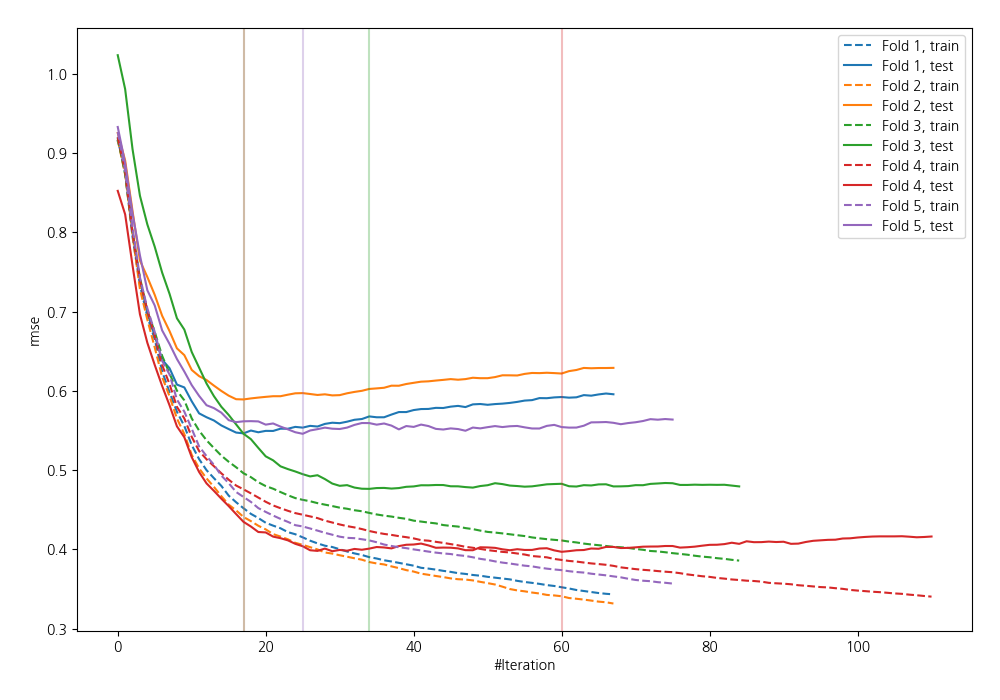 1.0
0.9
0.8
0.7
0.6
0.5
0.4
0.3
rmse
0 20 40 60 80 100
#Iteration
Fold 1, train
Fold 1, test
Fold 2, train
Fold 2, test
Fold 3, train
Fold 3, test
Fold 4, train
Fold 4, test
Fold 5, train
Fold 5, test